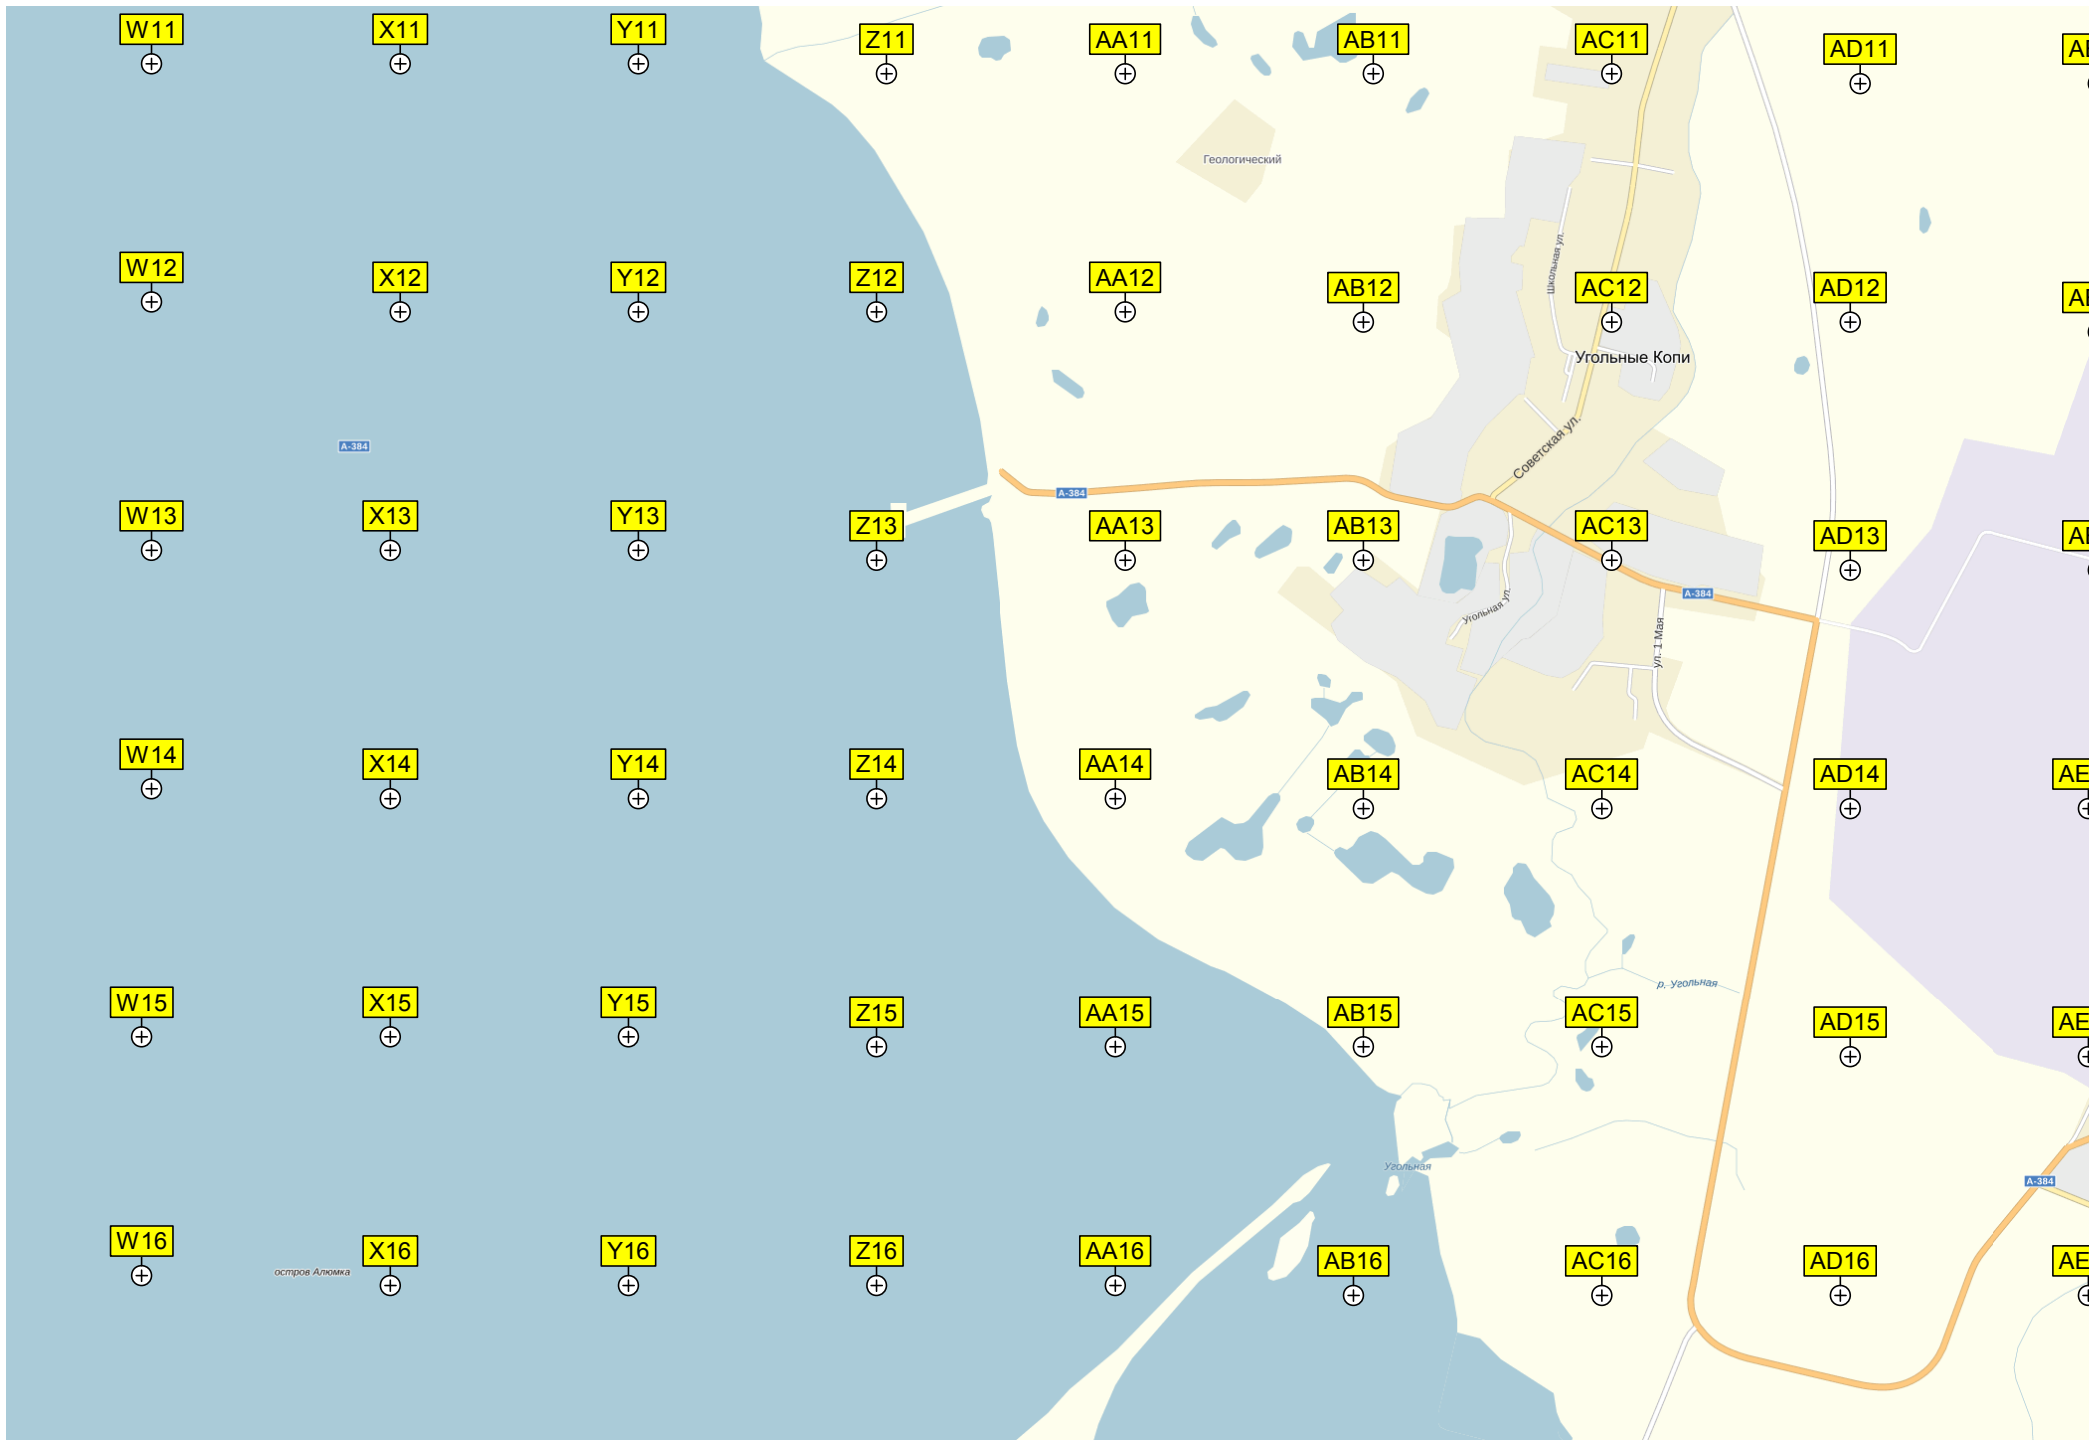 W11
X11
Y11
Z11
AA11
AB11
AC11
AD11
Геологический
W12
X12
Y12
Z12
AA12
AB12
AC12
AD12
Школьная ул.
Угольные Копи
А-384
Советская ул.
А-384
W13
X13
Y13
Z13
AA13
AB13
AC13
AD13
А-384
Угольная ул.
ул. 1 Мая
W14
X14
Y14
Z14
AA14
AB14
AC14
AD14
AE
р. Угольная
W15
X15
Y15
Z15
AA15
AB15
AC15
AD15
AE
Угольная
А-384
W16
X16
Y16
Z16
AA16
AB16
AC16
AD16
AE
остров Алюмка